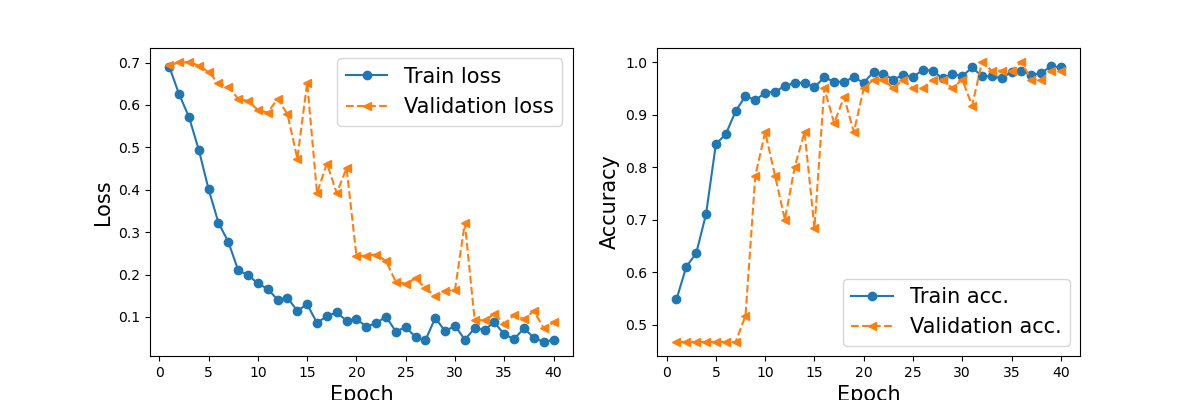 0.7
0.6
0.5
0.4
0.3
0.2
0.1
0 5 10 15 20 25 30 35 40
Loss
Epoch
Train loss
Validation loss
1.0
0.9
0.8
0.7
0.6
0.5
0 5 10 15 20 25 30 35 40
Accuracy
Epoch
Train acc.
Validation acc.